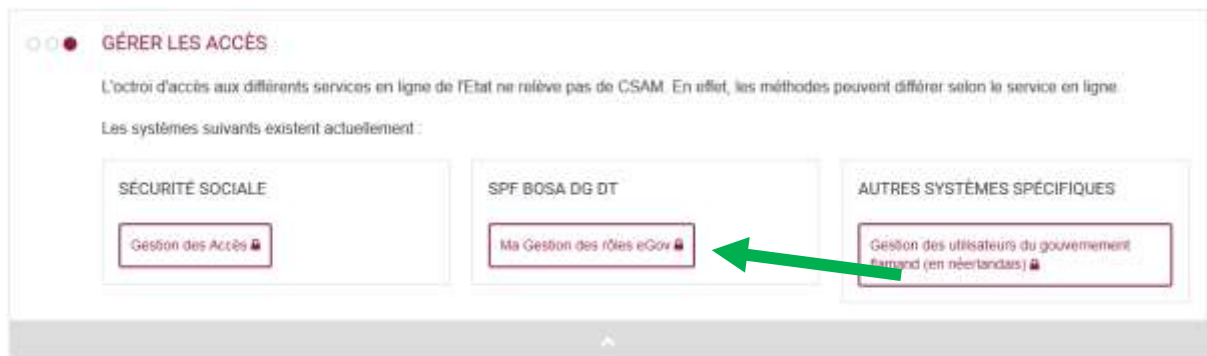 GÉRER LES ACCÈS
L'octroi d'accès aux différents services en ligne de l'Etat ne relève pas de CSAM. En effet, les méthodes peuvent différer selon le service en ligne.
Les systèmes suivants existent actuellement :
SÉCURITÉ SOCIALE
Gestion des Accès
SPF BOSA DG DT
Ma Gestion des rôles eGov
AUTRES SYSTÈMES SPÉCIFIQUES
Gestion des utilisateurs du gouvernement
flamand (en néerlandais)